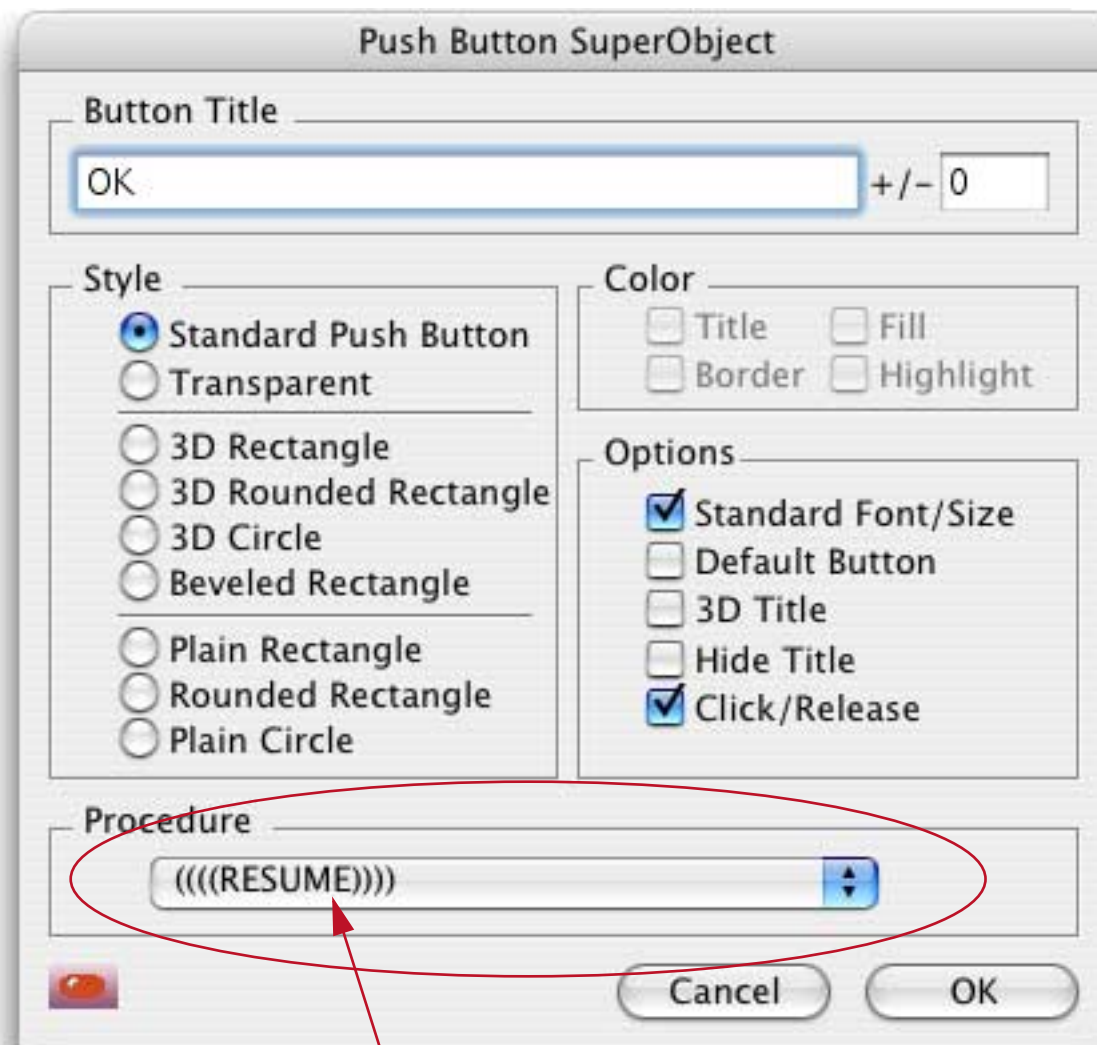 Push Button SuperObject
Button Title
OK +/- 0
Style
Standard Push Button
Transparent
3D Rectangle
3D Rounded Rectangle
3D Circle
Beveled Rectangle
Plain Rectangle
Rounded Rectangle
Plain Circle
Color
Title Fill
Border Highlight
Options
Standard Font/Size
Default Button
3D Title
Hide Title
Click/Release
Procedure
((((RESUME))))
Cancel OK